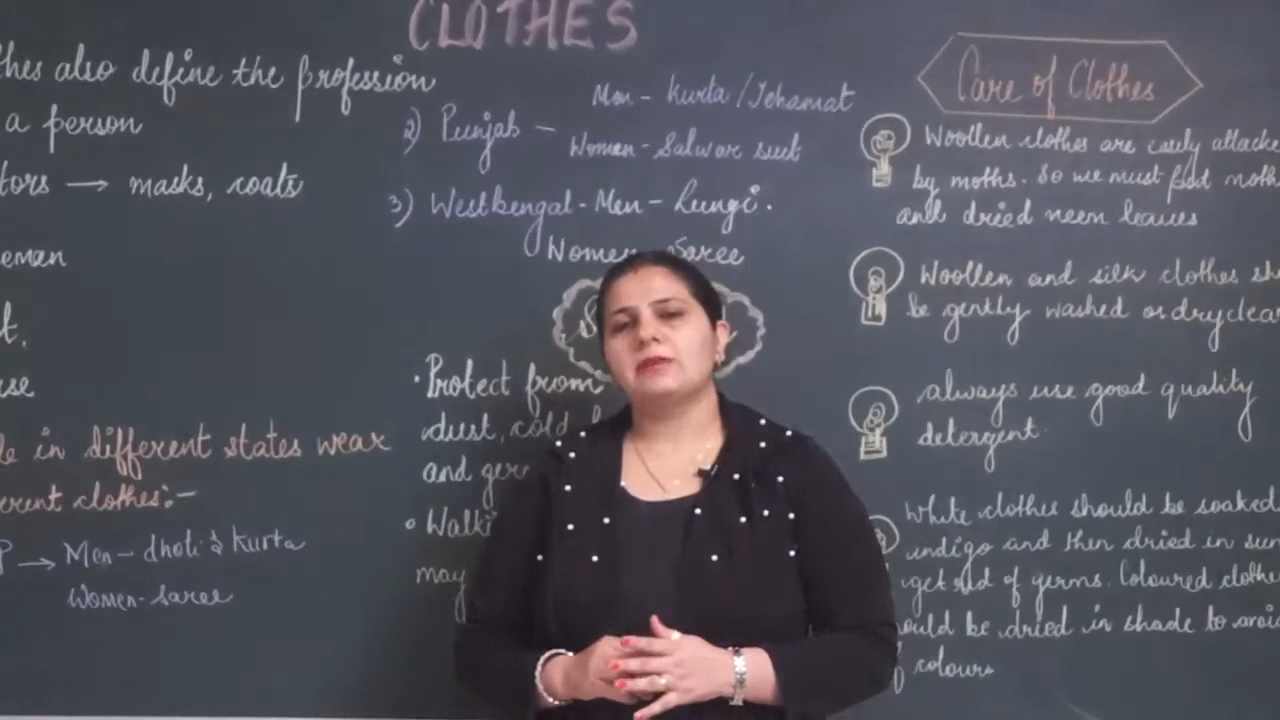 CLOTHES
thes also define the profession
a person
tors → masks, coats
eman
t.
se
le in different states wear
erent clothes:-
P → Men - dhoti & kurta
Women - saree
Men - kurta / Tehamat
2) Punjab -
Women - Salwar suit
3) Westbengal - Men - Lungi.
Women - Saree
S
• Protect from
dust, cold
and ger
• Walki
may
Care of Clothes
Woollen clothes are easily attacke
by moths. So we must put moth
and dried neem leaves
Woollen and silk clothes sh
be gently washed or dryclea
always use good quality
detergent.
White clothes should be soaked
indigo and then dried in sun
get rid of germs. Coloured clothe
ould be dried in shade to avoi
colours